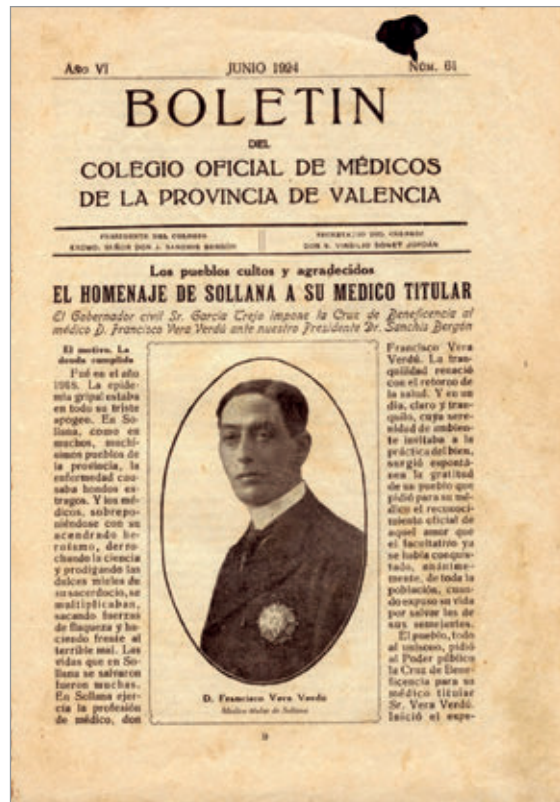 Año VI
JUNIO 1924
Núm. 61
BOLETIN
DEL
COLEGIO OFICIAL DE MÉDICOS
DE LA PROVINCIA DE VALENCIA
PRESIDENTE DEL COLEGIO
EXCMO. SEÑOR DON J. SANCHIS BERGÓN
SECRETARIO DEL COLEGIO
DON R. VIRGILIO DONET JORDÁN
Los pueblos cultos y agradecidos
EL HOMENAJE DE SOLLANA A SU MEDICO TITULAR
El Gobernador civil Sr. García Trejo impone la Cruz de Beneficencia al
médico D. Francisco Vera Verdú ante nuestro Presidente Dr. Sanchis Bergón
El motivo. La
deuda cumplida
Fué en el año
1918. La epide-
mia gripal estaba
en todo su triste
apogeo. En So-
llana, como en
muchos, muchí-
simos pueblos de
la provincia, la
enfermedad cau-
saba hondos es-
tragos. Y los mé-
dicos, sobrepo-
niéndose con su
acendrado he-
roísmo, derro-
chando la ciencia
y prodigando las
dulces mieles de
su sacerdocio, se
multiplicaban,
sacando fuerzas
de flaqueza y ha-
ciendo frente al
terrible mal. Las
vidas que en So-
llana se salvaron
fueron muchas.
En Sollana ejer-
cía la profesión
de médico, don
D. Francisco Vera Verdú
Médico titular de Sollana
Francisco Vera
Verdú. La tran-
quilidad renació
con el retorno de
la salud. Y en un
día, claro y tran-
quilo, cuya sere-
nidad de ambien-
te invitaba a la
práctica del bien,
surgió espontá-
nea la gratitud
de un pueblo que
pidió para su mé-
dico el reconoci-
miento oficial de
aquel amor que
el facultativo ya
se había conquis-
tado, unánime-
mente, de toda la
población, cuan-
do expuso su vida
por salvar las de
sus semejantes.
El pueblo, todo
al unísono, pidió
al Poder público
la Cruz de Bene-
ficencia para su
médico titular
Sr. Vera Verdú.
Inició el expe-